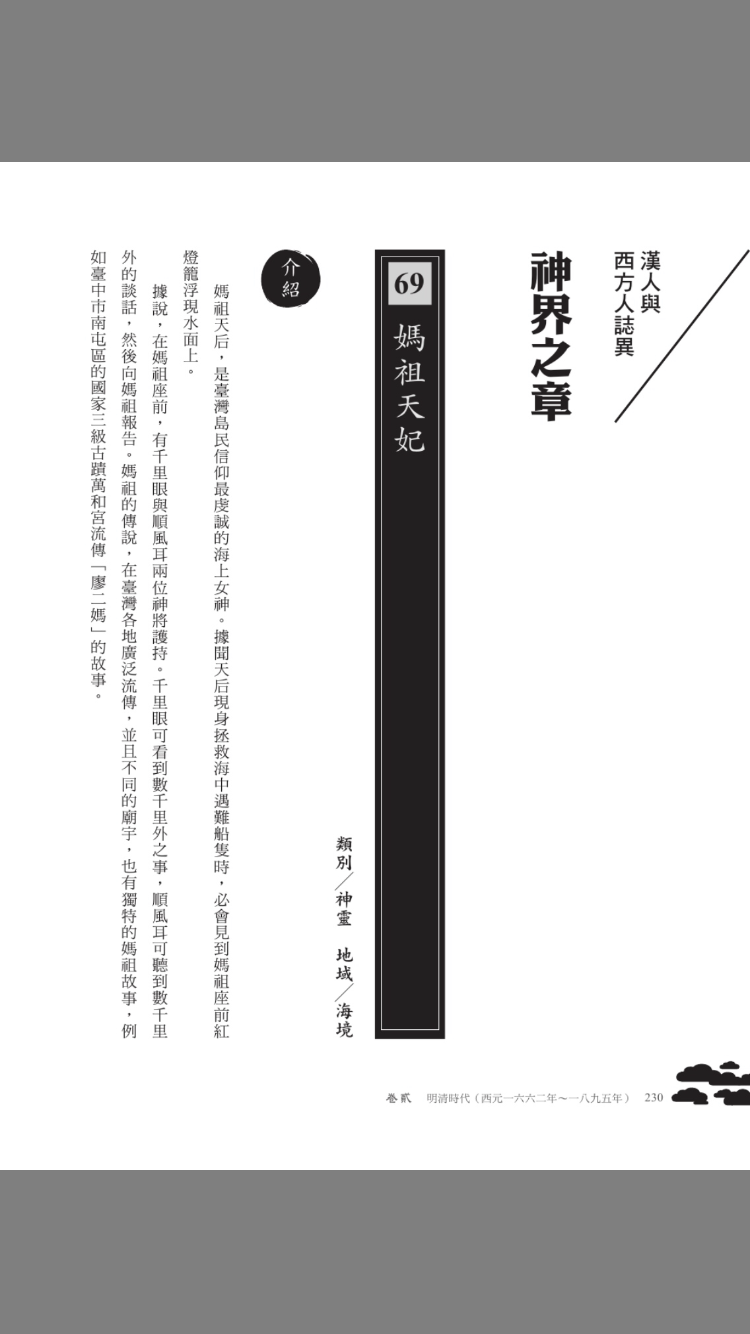 漢人與
西方人誌異
神界之章
69 媽祖天妃
類別／神靈　地域／海境
介紹
媽祖天后，是臺灣島民信仰最虔誠的海上女神。據聞天后現身拯救海中遇難船隻時，必會見到媽祖座前紅
燈籠浮現水面上。
據說，在媽祖座前，有千里眼與順風耳兩位神將護持。千里眼可看到數千里外之事，順風耳可聽到數千里
外的談話，然後向媽祖報告。媽祖的傳說，在臺灣各地廣泛流傳，並且不同的廟宇，也有獨特的媽祖故事，例
如臺中市南屯區的國家三級古蹟萬和宮流傳「廖二媽」的故事。
卷貳　明清時代（西元一六六二年～一八九五年）　230